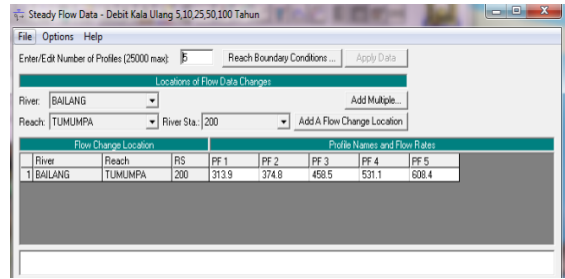 Steady Flow Data - Debit Kala Ulang 5,10,25,50,100 Tahun
File Options Help
Enter/Edit Number of Profiles (25000 max): 5 Reach Boundary Conditions ... Apply Data
Locations of Flow Data Changes
River: BAILANG Add Multiple...
Reach: TUMUMPA River Sta.: 200 Add A Flow Change Location
Flow Change Location Profile Names and Flow Rates
River Reach RS PF 1 PF 2 PF 3 PF 4 PF 5
1 BAILANG TUMUMPA 200 313.9 374.8 458.5 531.1 608.4